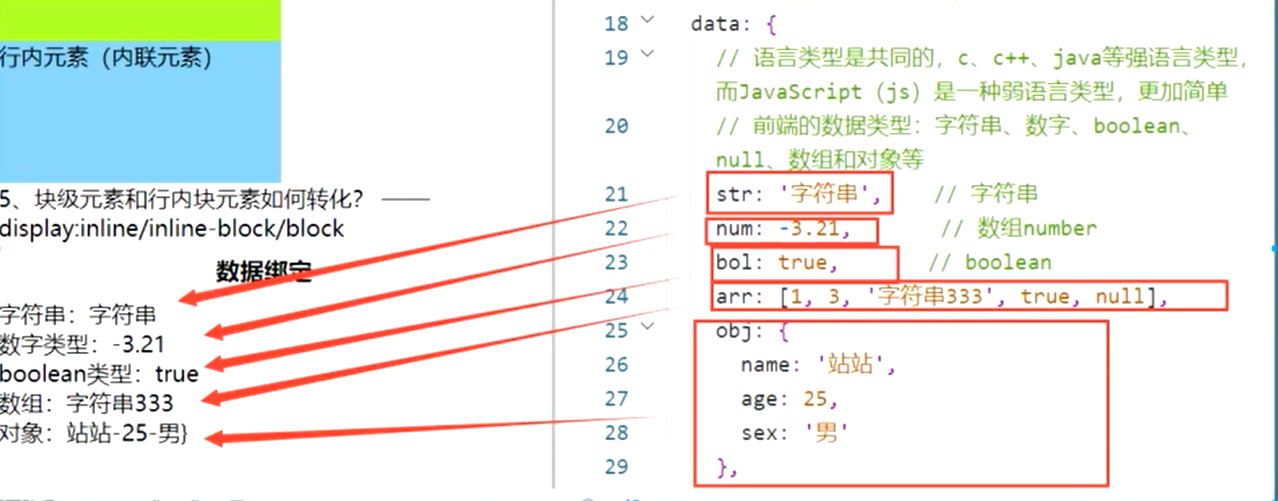 行内元素（内联元素）
5、块级元素和行内块元素如何转化？ ——
display:inline/inline-block/block
数据绑定
字符串：字符串
数字类型：-3.21
boolean类型：true
数组：字符串333
对象：站站-25-男}
18 data: {
19 // 语言类型是共同的，c、c++、java等强语言类型，
而JavaScript（js）是一种弱语言类型，更加简单
20 // 前端的数据类型：字符串、数字、boolean、
null、数组和对象等
21 str: '字符串', // 字符串
22 num: -3.21, // 数组number
23 bol: true, // boolean
24 arr: [1, 3, '字符串333', true, null],
25 obj: {
26 name: '站站',
27 age: 25,
28 sex: '男'
29 },